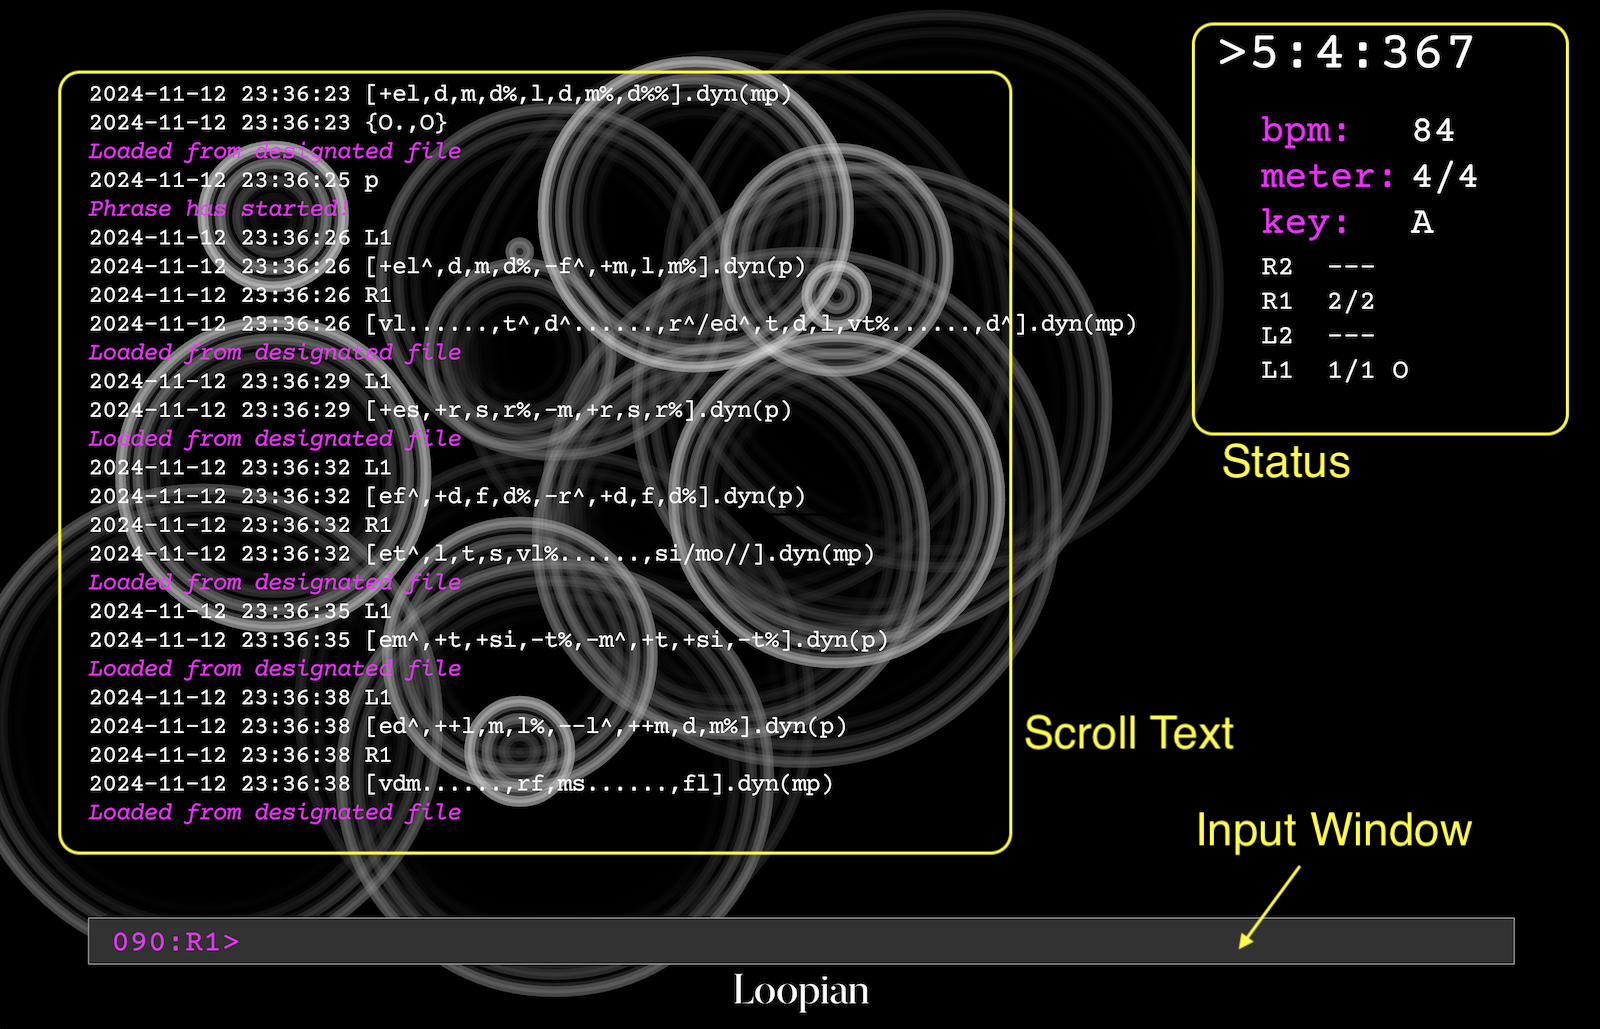 2024-11-12 23:36:23 [+el,d,m,d%,l,d,m%,d%%].dyn(mp)
2024-11-12 23:36:23 {O.,O}
Loaded from designated file
2024-11-12 23:36:25 p
Phrase has started!
2024-11-12 23:36:26 L1
2024-11-12 23:36:26 [+el^,d,m,d%,-f^,+m,l,m%].dyn(p)
2024-11-12 23:36:26 R1
2024-11-12 23:36:26 [vl......,t^,d^......,r^/ed^,t,d,l,vt%......,d^].dyn(mp)
Loaded from designated file
2024-11-12 23:36:29 L1
2024-11-12 23:36:29 [+es,+r,s,r%,-m,+r,s,r%].dyn(p)
Loaded from designated file
2024-11-12 23:36:32 L1
2024-11-12 23:36:32 [ef^,+d,f,d%,-r^,+d,f,d%].dyn(p)
2024-11-12 23:36:32 R1
2024-11-12 23:36:32 [et^,l,t,s,vl%......,si/mo//].dyn(mp)
Loaded from designated file
2024-11-12 23:36:35 L1
2024-11-12 23:36:35 [em^,+t,+si,-t%,-m^,+t,+si,-t%].dyn(p)
Loaded from designated file
2024-11-12 23:36:38 L1
2024-11-12 23:36:38 [ed^,++l,m,l%,--l^,++m,d,m%].dyn(p)
2024-11-12 23:36:38 R1
2024-11-12 23:36:38 [vdm......,rf,ms......,fl].dyn(mp)
Loaded from designated file
>5:4:367
bpm: 84
meter: 4/4
key: A
R2 ---
R1 2/2
L2 ---
L1 1/1 O
Status
Scroll Text
Input Window
090:R1>
Loopian